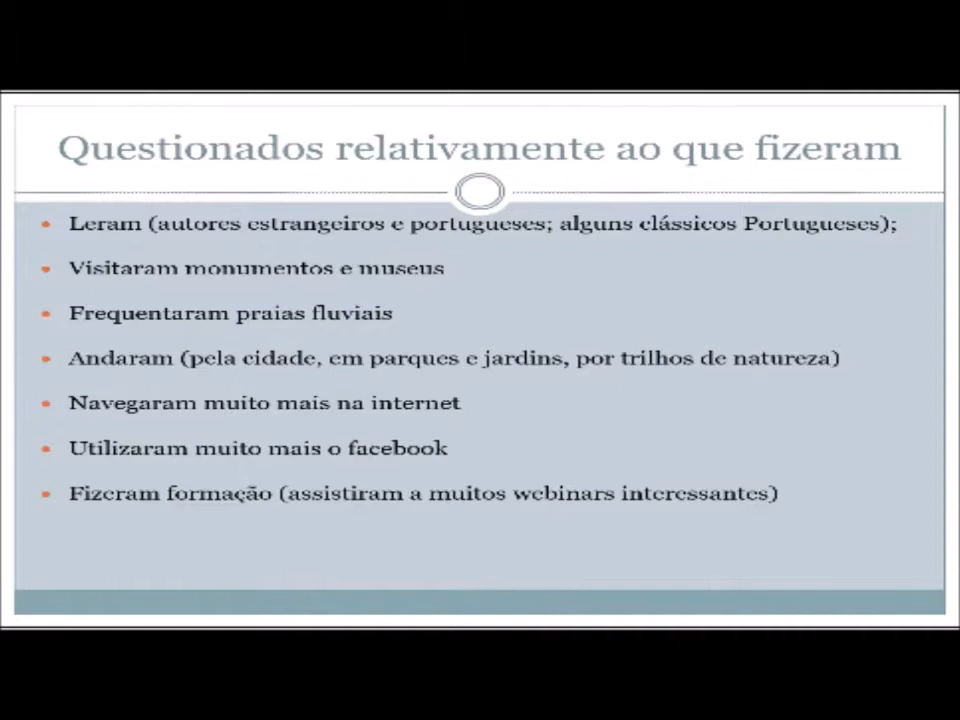 Questionados relativamente ao que fizeram
Leram (autores estrangeiros e portugueses; alguns clássicos Portugueses);
Visitaram monumentos e museus
Frequentaram praias fluviais
Andaram (pela cidade, em parques e jardins, por trilhos de natureza)
Navegaram muito mais na internet
Utilizaram muito mais o facebook
Fizeram formação (assistiram a muitos webinars interessantes)